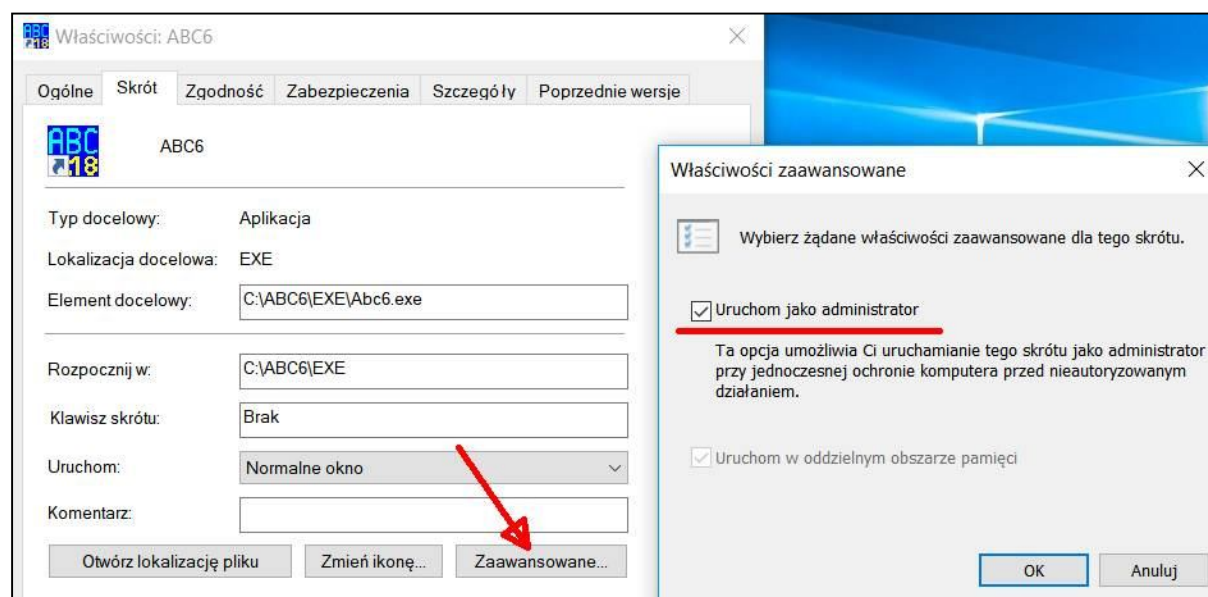 Właściwości: ABC6
Ogólne Skrót Zgodność Zabezpieczenia Szczegóły Poprzednie wersje
ABC
18
ABC6
Typ docelowy: Aplikacja
Lokalizacja docelowa: EXE
Element docelowy: C:\ABC6\EXE\Abc6.exe
Rozpocznij w: C:\ABC6\EXE
Klawisz skrótu: Brak
Uruchom: Normalne okno
Komentarz:
Otwórz lokalizację pliku Zmień ikonę... Zaawansowane...
Właściwości zaawansowane
Wybierz żądane właściwości zaawansowane dla tego skrótu.
Uruchom jako administrator
Ta opcja umożliwia Ci uruchamianie tego skrótu jako administrator
przy jednoczesnej ochronie komputera przed nieautoryzowanym
działaniem.
Uruchom w oddzielnym obszarze pamięci
OK Anuluj